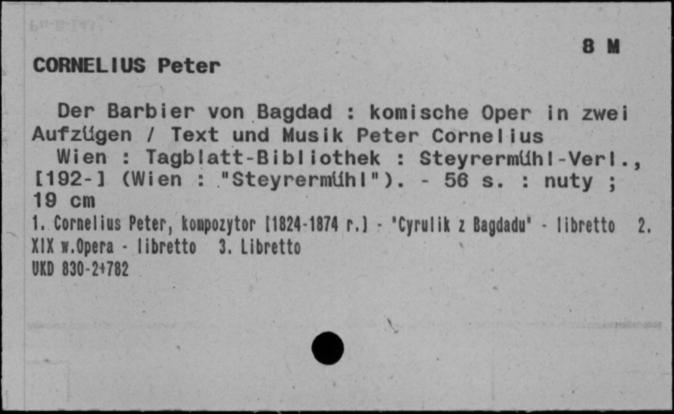 8 M
CORNELIUS Peter
Der Barbier von Bagdad : komische Oper in zwei
Aufzügen / Text und Musik Peter Cornelius
Wien : Tagblatt-Bibliothek : Steyrermühl-Verl.,
[192-] (Wien : "Steyrermühl"). - 56 s. : nuty ;
19 cm
1. Cornelius Peter, kompozytor [1824-1874 r.] - "Cyrulik z Bagdadu" - libretto 2.
XIX w.Opera - libretto 3. Libretto
UKD 830-2+782